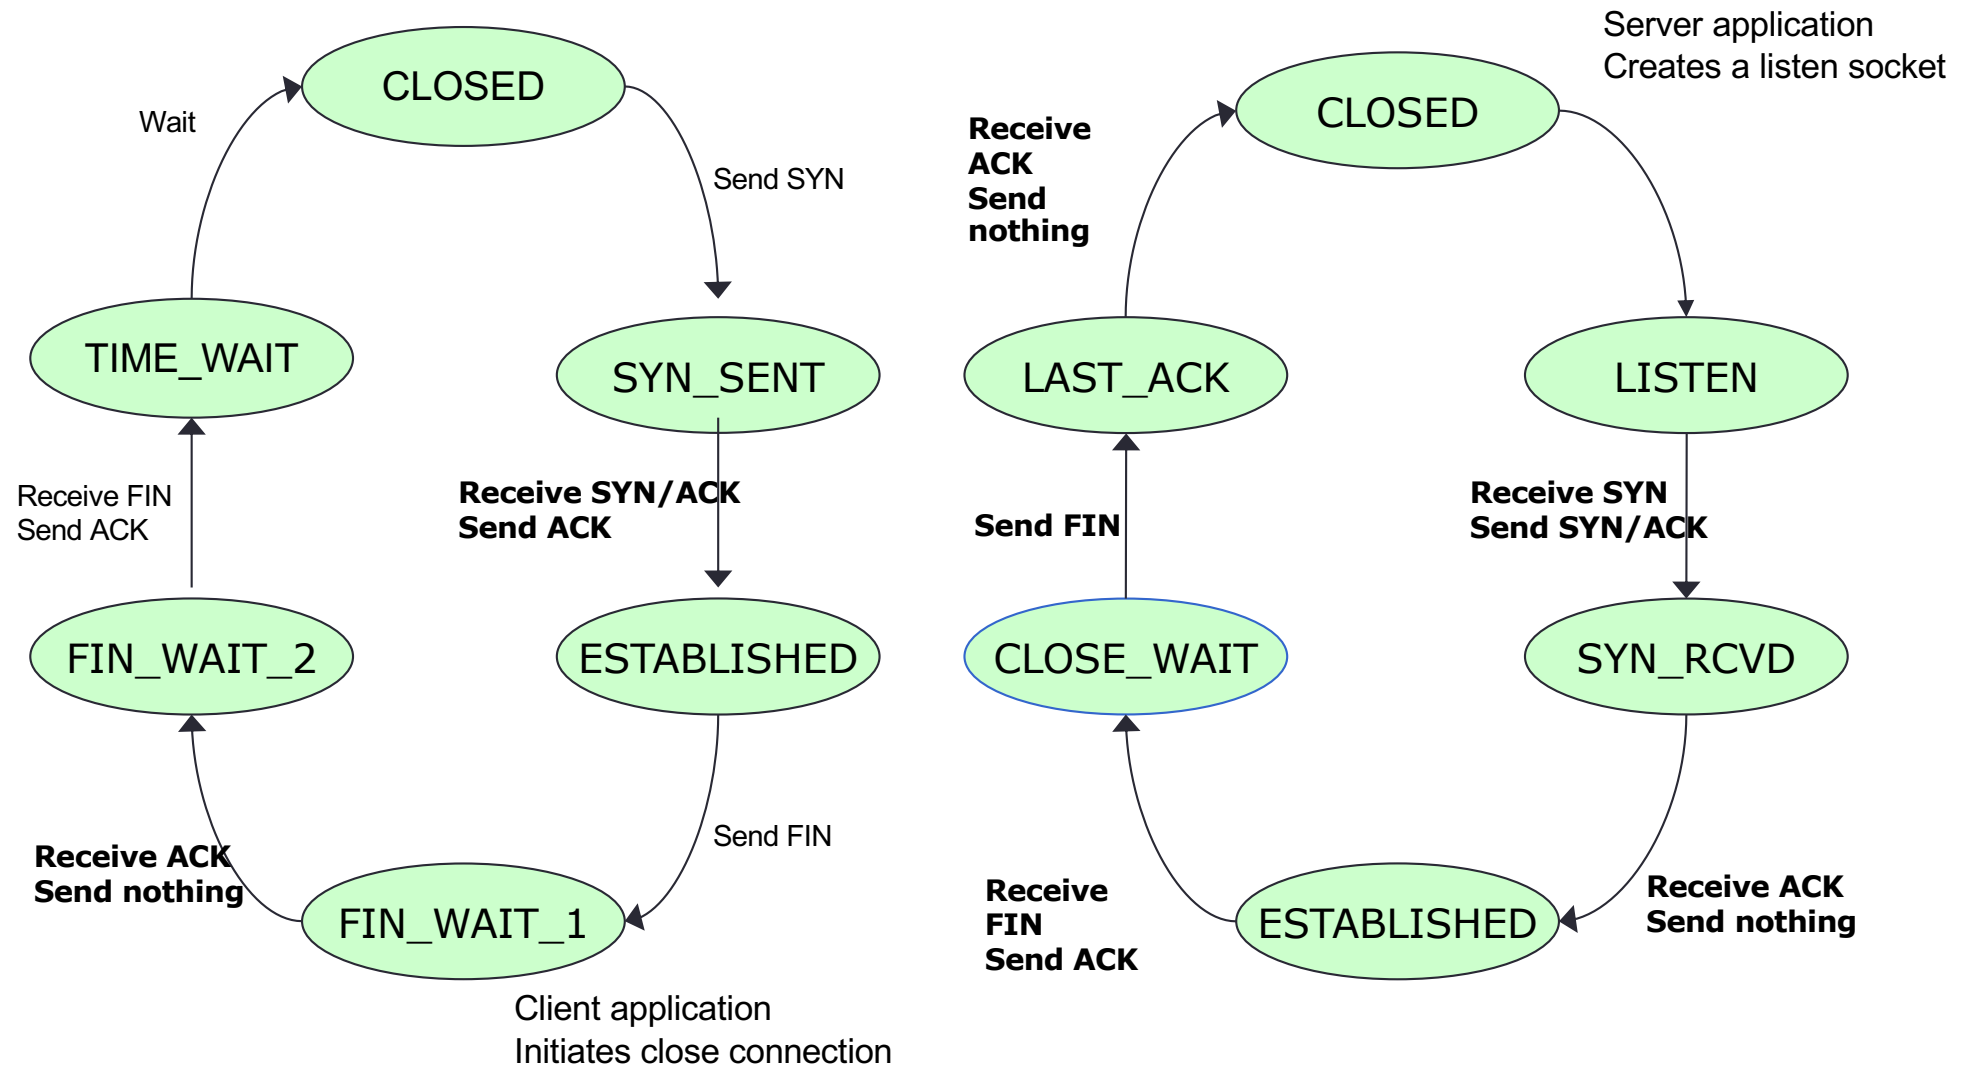 CLOSED
Wait
Send SYN
TIME_WAIT
SYN_SENT
Receive FIN
Send ACK
Receive SYN/ACK
Send ACK
FIN_WAIT_2
ESTABLISHED
Receive ACK
Send nothing
Send FIN
FIN_WAIT_1
Client application
Initiates close connection
Server application
Creates a listen socket
CLOSED
Receive
ACK
Send
nothing
LAST_ACK
LISTEN
Send FIN
Receive SYN
Send SYN/ACK
CLOSE_WAIT
SYN_RCVD
Receive
FIN
Send ACK
ESTABLISHED
Receive ACK
Send nothing